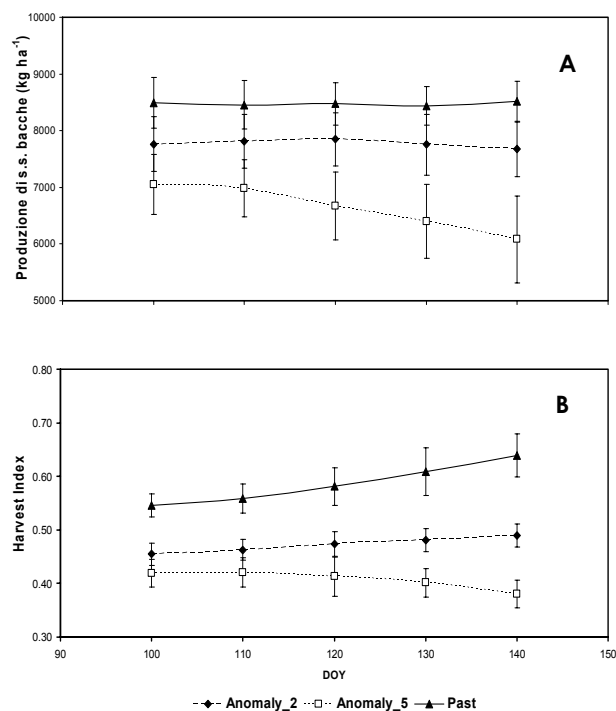 10000
9000
8000
7000
6000
5000
Produzione di s.s. bacche (kg ha⁻¹)
A
0.80
0.70
0.60
0.50
0.40
0.30
Harvest Index
B
90 100 110 120 130 140 150
DOY
Anomaly_2 Anomaly_5 Past